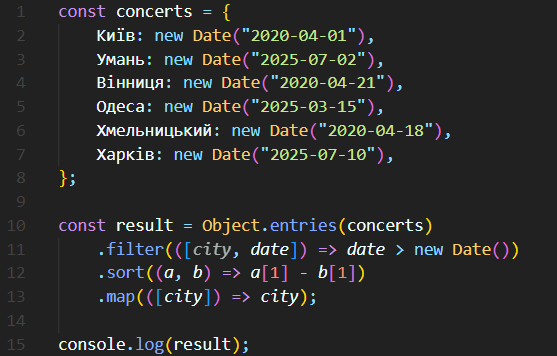 1 const concerts = {
2     Київ: new Date("2020-04-01"),
3     Умань: new Date("2025-07-02"),
4     Вінниця: new Date("2020-04-21"),
5     Одеса: new Date("2025-03-15"),
6     Хмельницький: new Date("2020-04-18"),
7     Харків: new Date("2025-07-10"),
8 };
9
10 const result = Object.entries(concerts)
11     .filter(([city, date]) => date > new Date())
12     .sort((a, b) => a[1] - b[1])
13     .map(([city]) => city);
14
15 console.log(result);